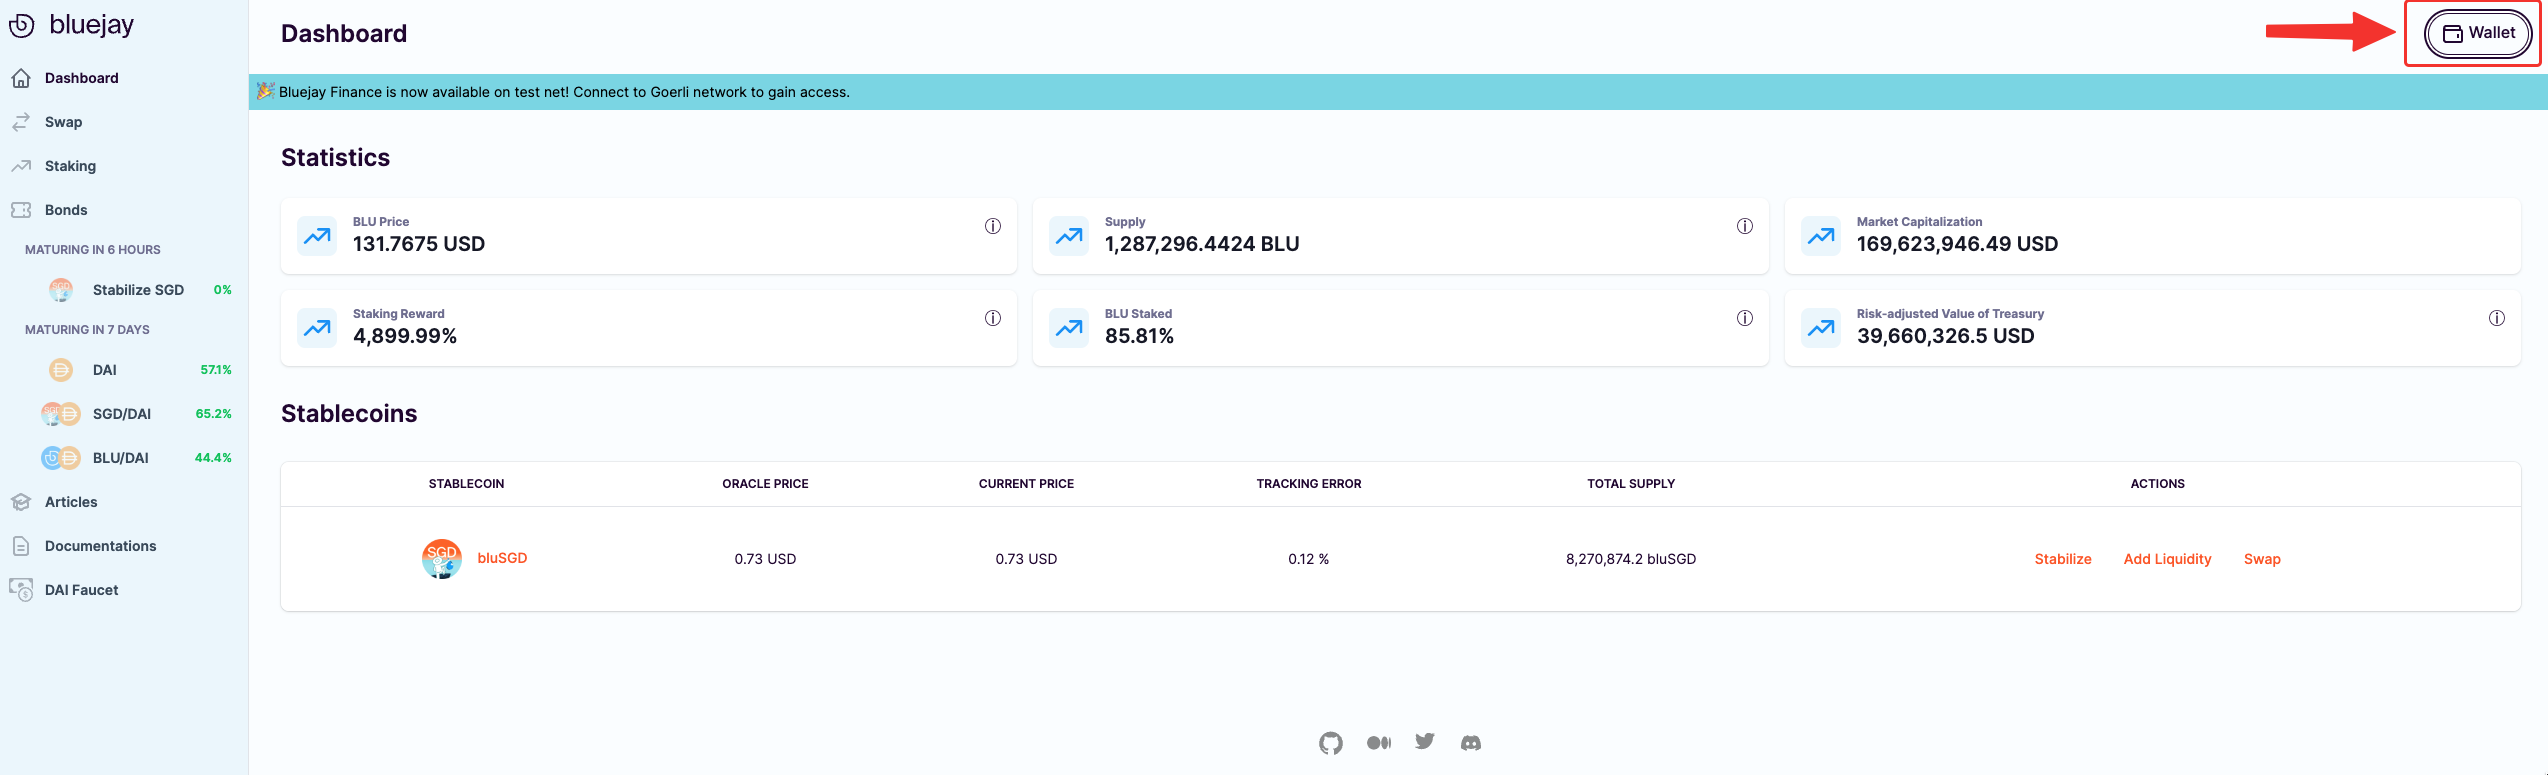 bluejay
Dashboard
Swap
Staking
Bonds
MATURING IN 6 HOURS
Stabilize SGD 0%
MATURING IN 7 DAYS
DAI 57.1%
SGD/DAI 65.2%
BLU/DAI 44.4%
Articles
Documentations
DAI Faucet
Dashboard
Wallet
Bluejay Finance is now available on test net! Connect to Goerli network to gain access.
Statistics
BLU Price
131.7675 USD
Supply
1,287,296.4424 BLU
Market Capitalization
169,623,946.49 USD
Staking Reward
4,899.99%
BLU Staked
85.81%
Risk-adjusted Value of Treasury
39,660,326.5 USD
Stablecoins
STABLECOIN ORACLE PRICE CURRENT PRICE TRACKING ERROR TOTAL SUPPLY ACTIONS
SGD bluSGD 0.73 USD 0.73 USD 0.12 % 8,270,874.2 bluSGD Stabilize Add Liquidity Swap